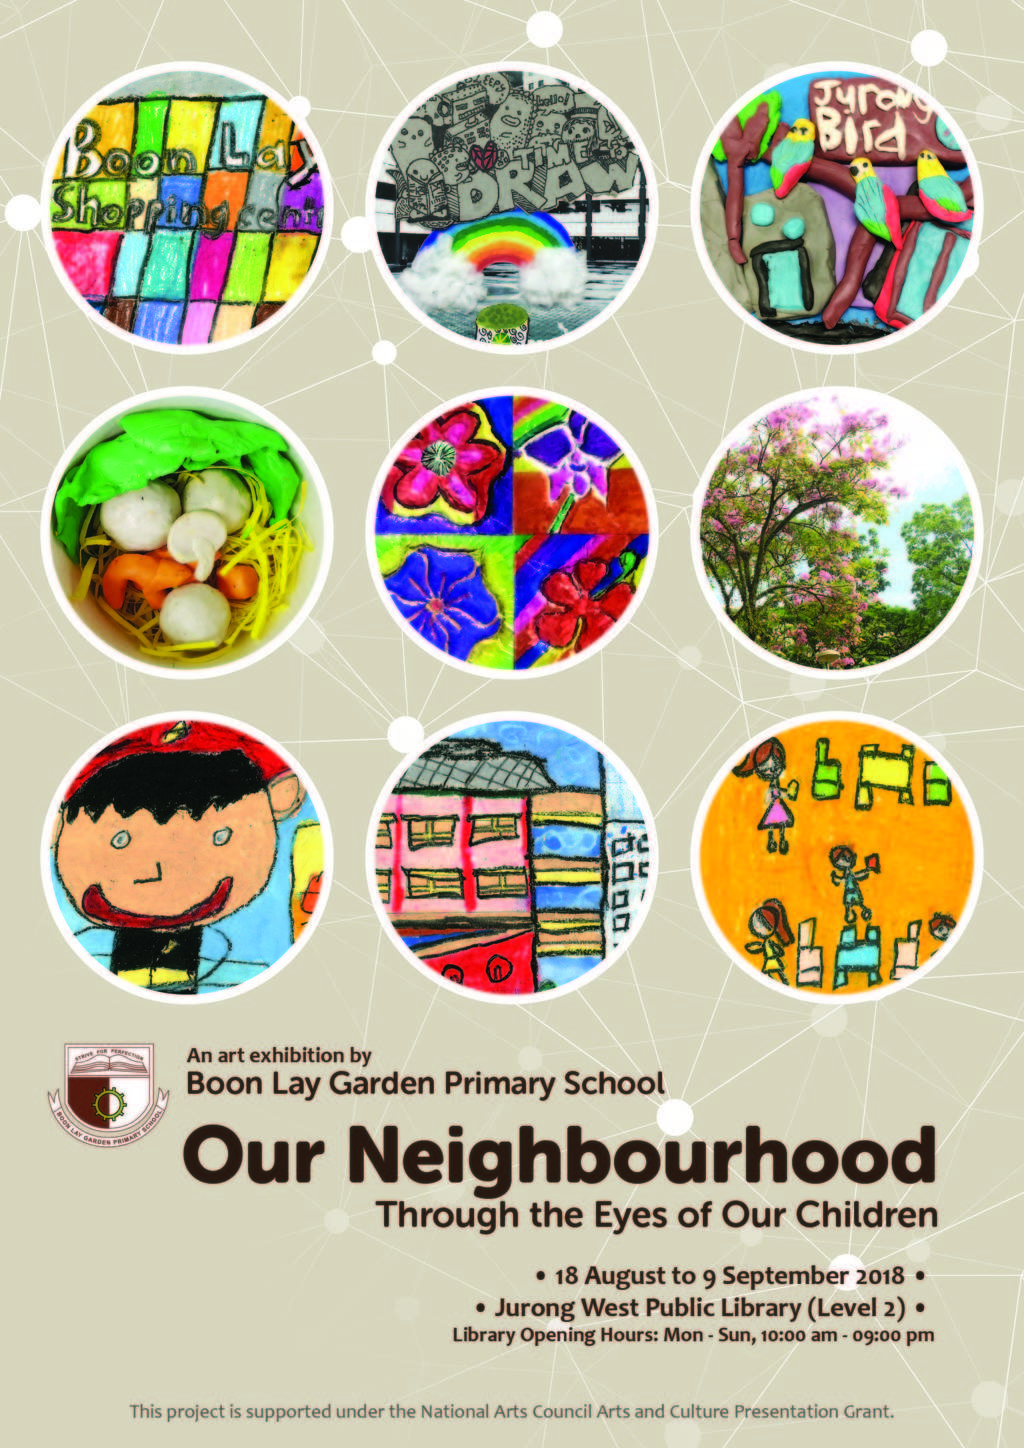 Boon Lay
Shopping cent
EEPY
hello!
TIME
DRAW
Jurong
Bird
STRIVE FOR PERFECTION
BOON LAY GARDEN PRIMARY SCHOOL
An art exhibition by
Boon Lay Garden Primary School
Our Neighbourhood
Through the Eyes of Our Children
• 18 August to 9 September 2018 •
• Jurong West Public Library (Level 2) •
Library Opening Hours: Mon - Sun, 10:00 am - 09:00 pm
This project is supported under the National Arts Council Arts and Culture Presentation Grant.